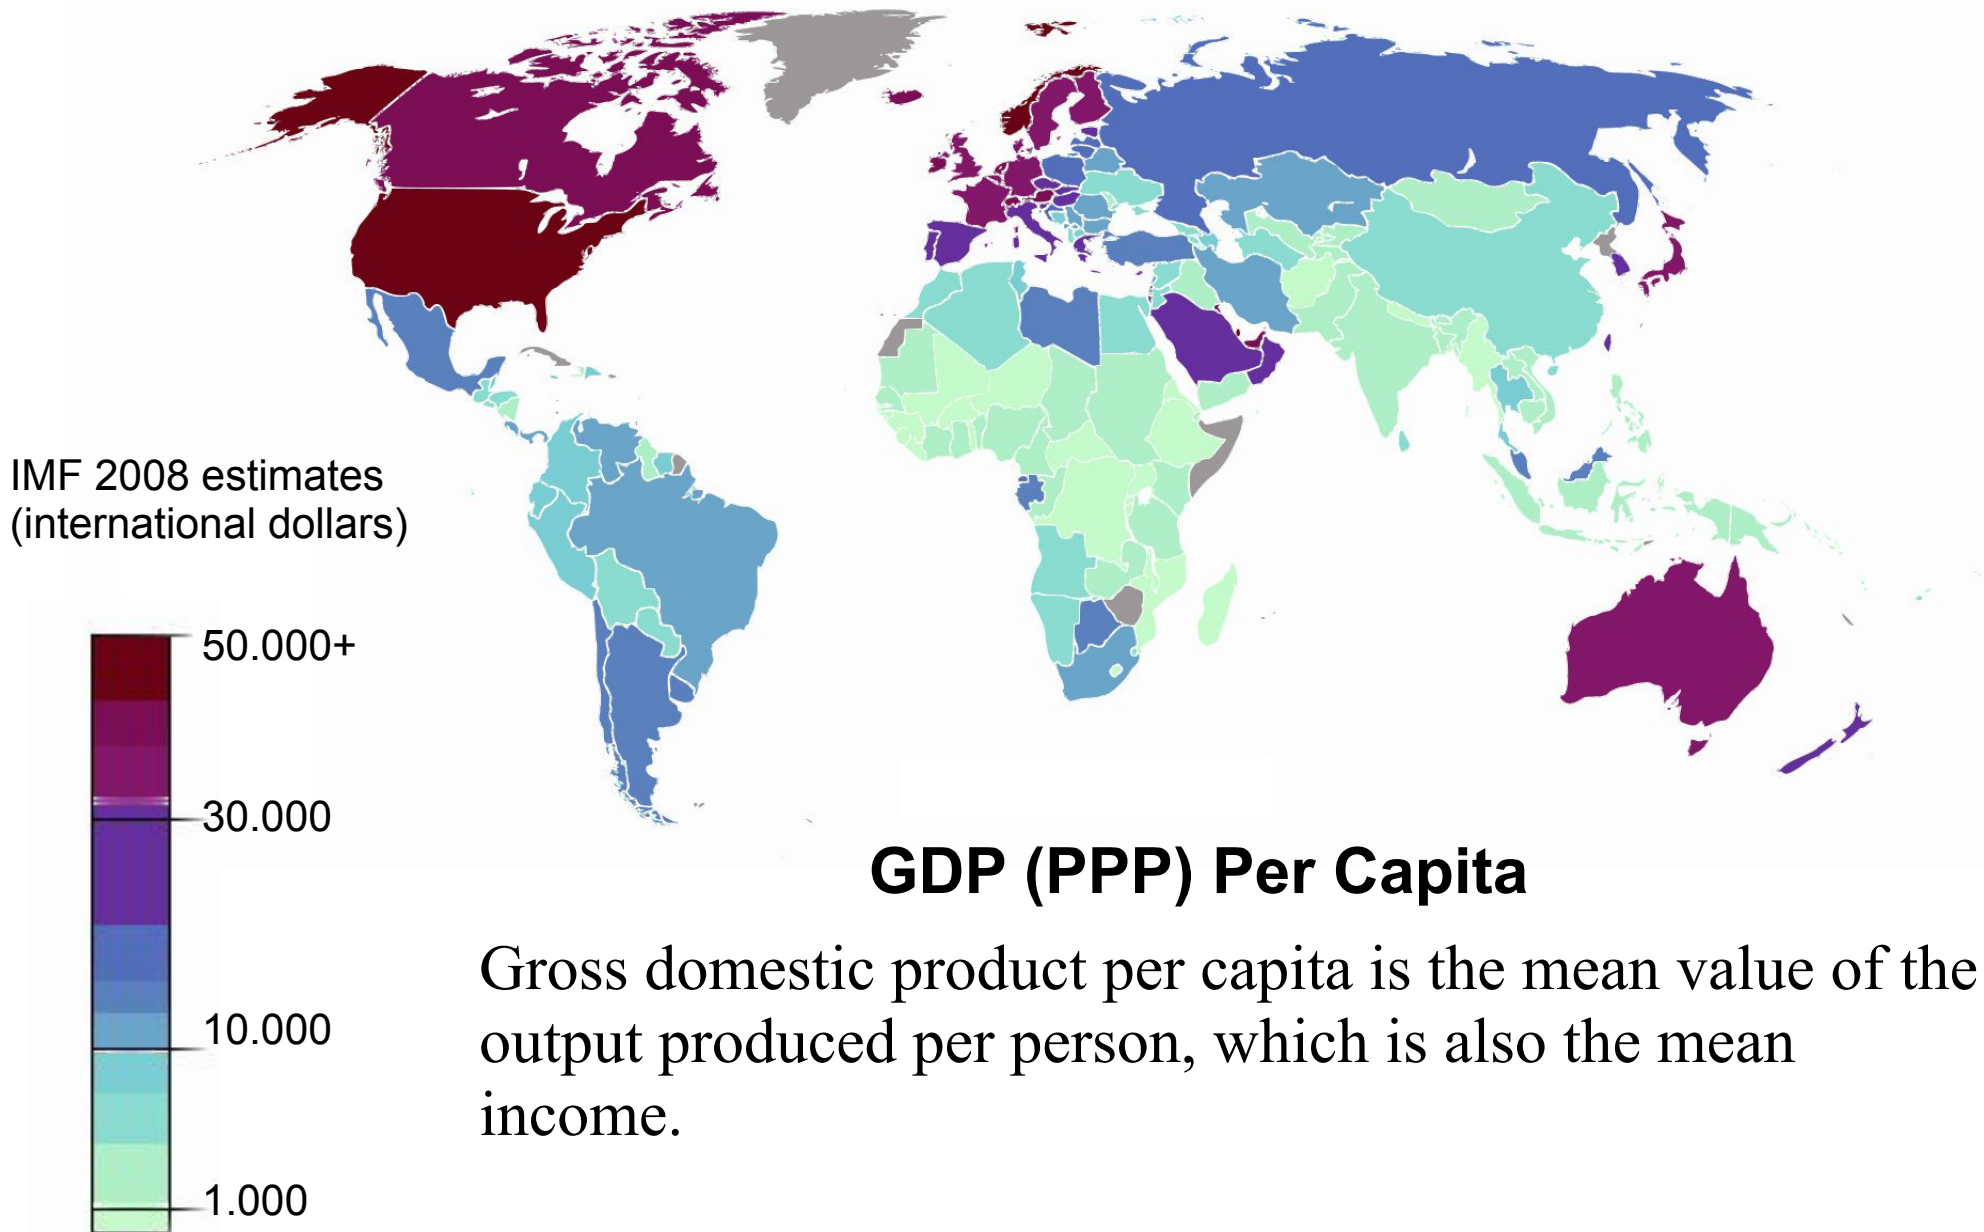 IMF 2008 estimates
(international dollars)
50.000+
30.000
10.000
1.000
GDP (PPP) Per Capita
Gross domestic product per capita is the mean value of the
output produced per person, which is also the mean
income.